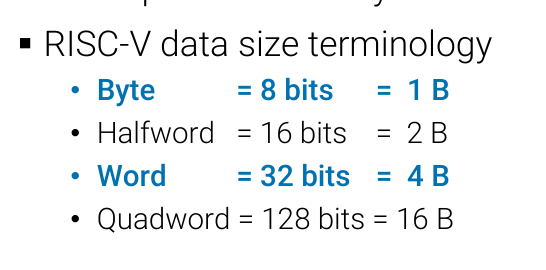 ▪ RISC-V data size terminology
• Byte = 8 bits = 1 B
• Halfword = 16 bits = 2 B
• Word = 32 bits = 4 B
• Quadword = 128 bits = 16 B